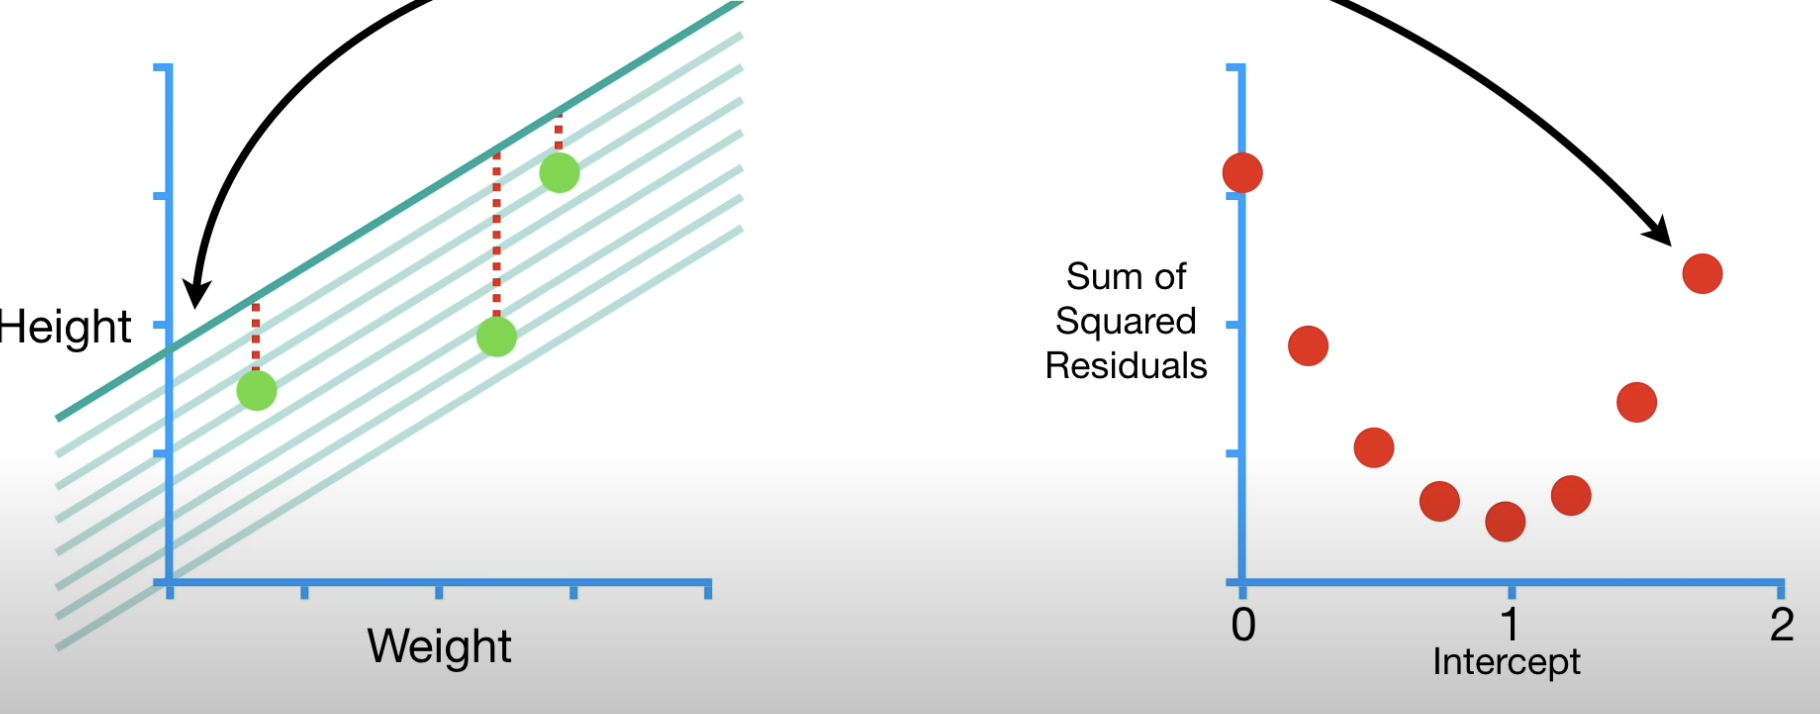 Height
Weight
Sum of
Squared
Residuals
0
1
2
Intercept